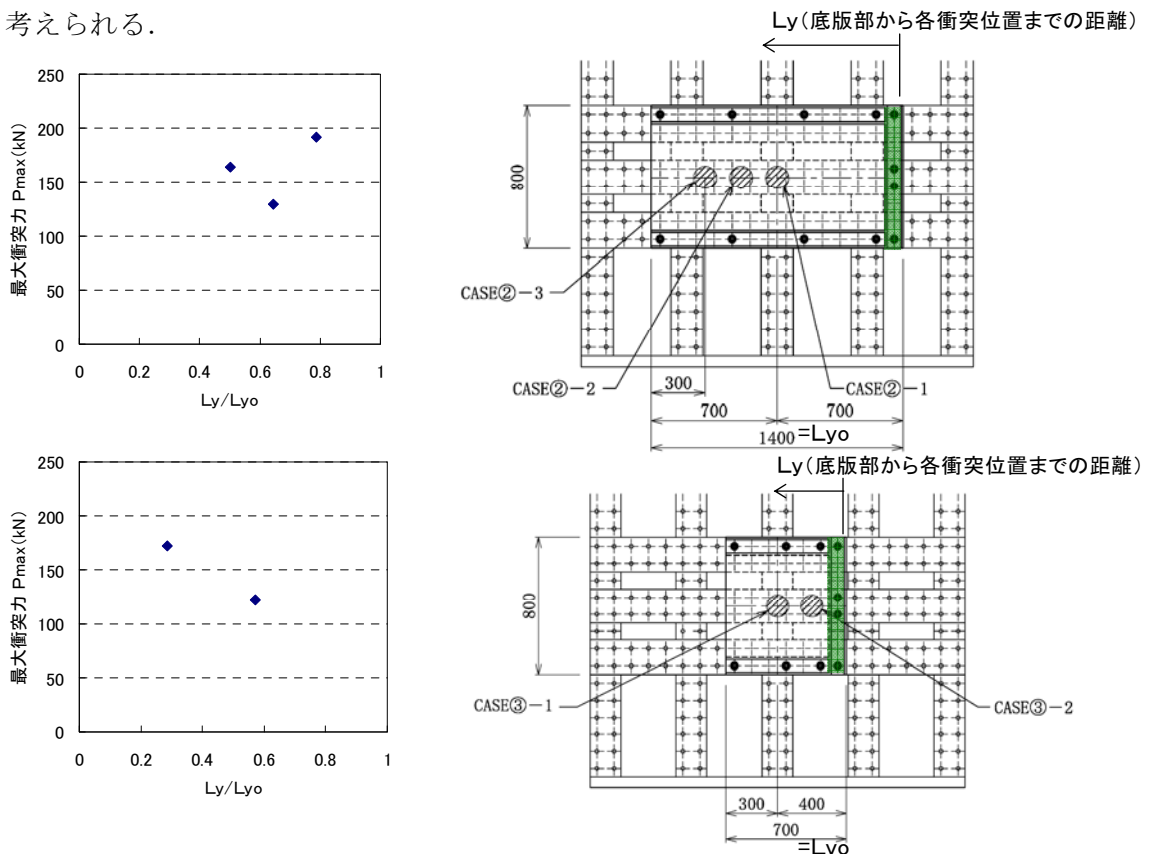 考えられる.
Ly(底版部から各衝突位置までの距離)
最大衝突力 Pmax(kN)
250
200
150
100
50
0
0 0.2 0.4 0.6 0.8 1
Ly/Lyo
800
CASE②-3
CASE②-2
CASE②-1
300
700 700
1400 =Lyo
Ly(底版部から各衝突位置までの距離)
最大衝突力 Pmax(kN)
250
200
150
100
50
0
0 0.2 0.4 0.6 0.8 1
Ly/Lyo
800
CASE③-1
CASE③-2
300 400
700
=Lyo